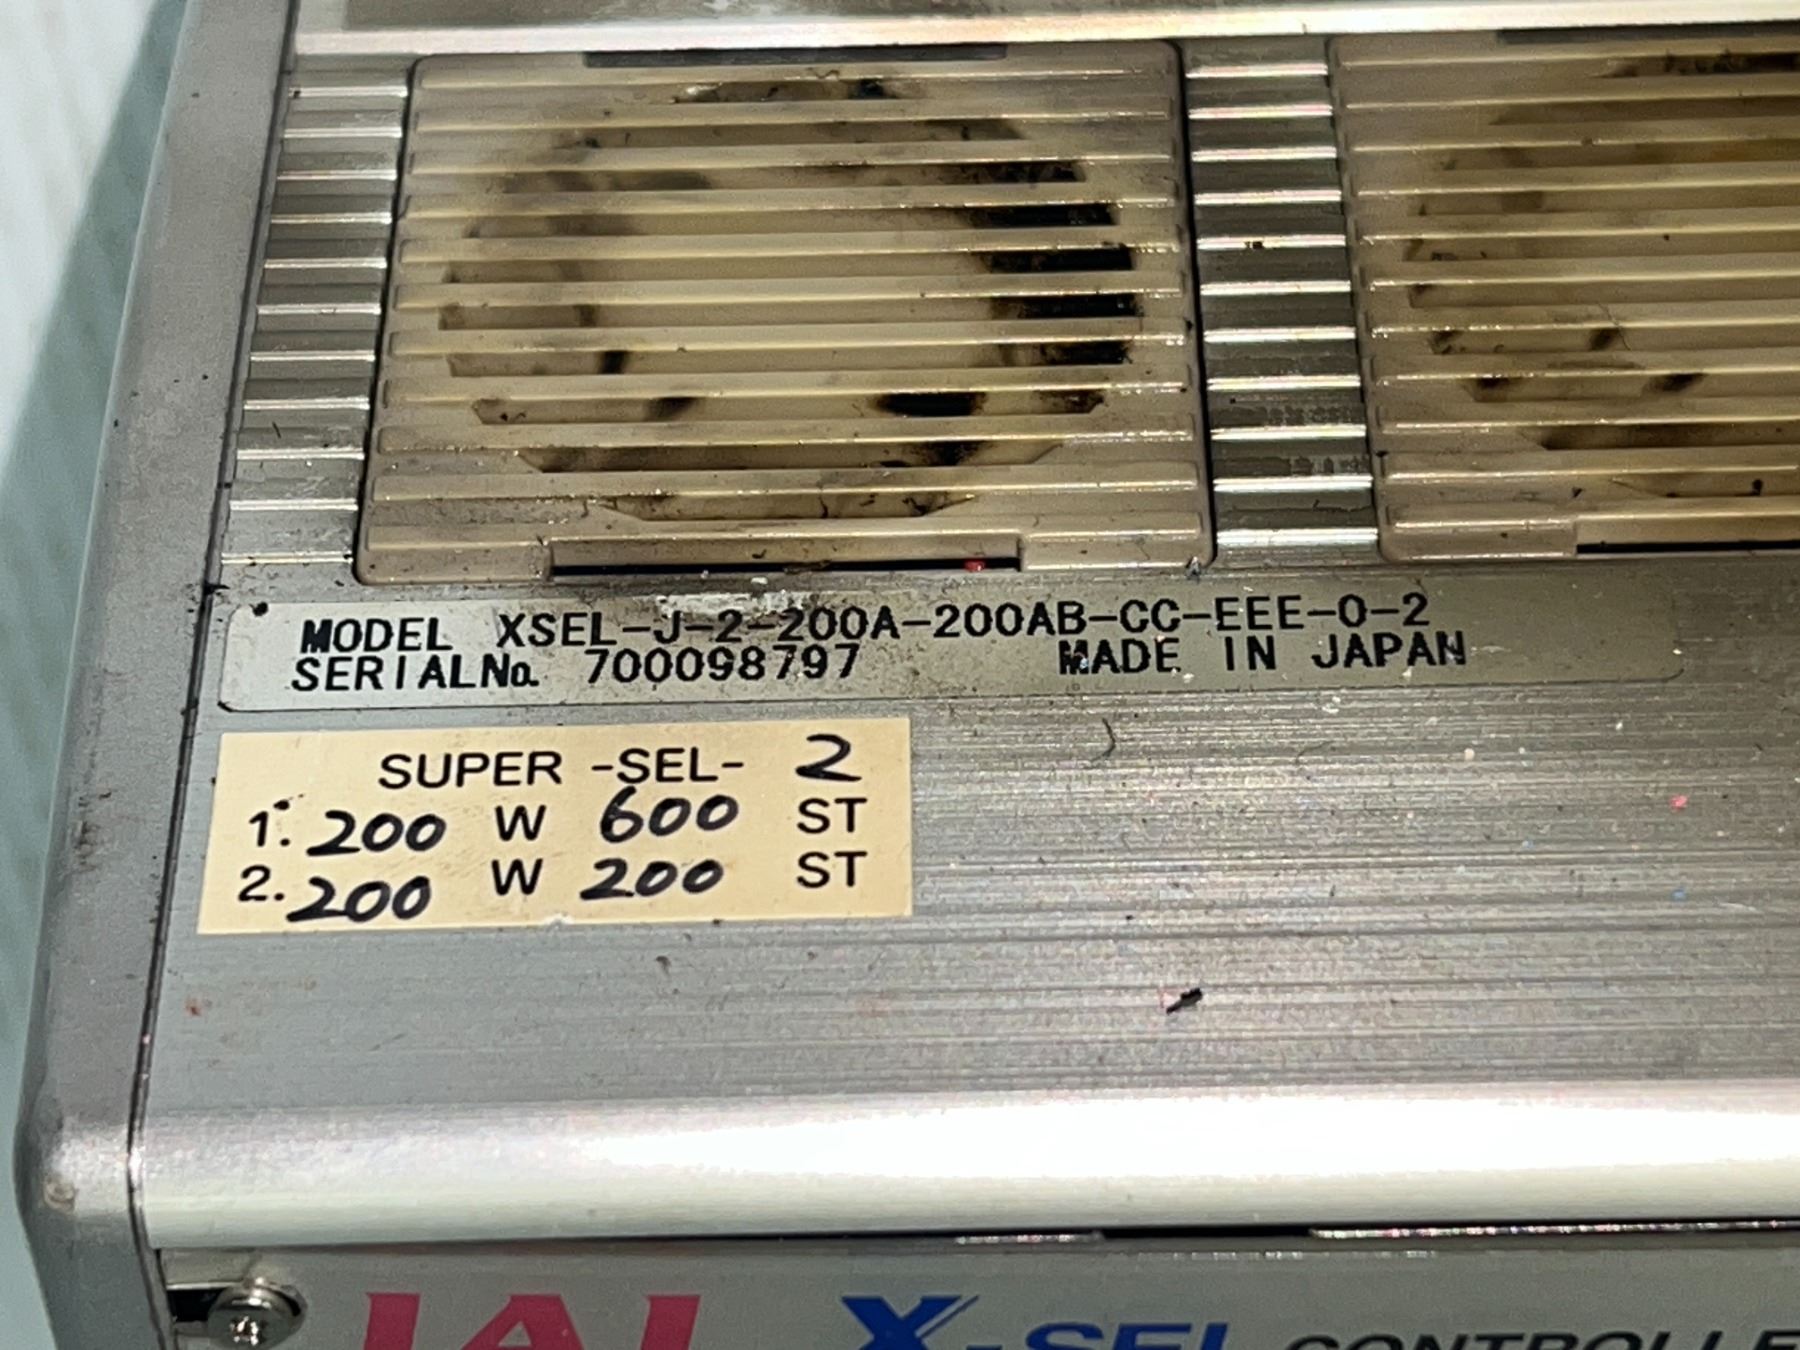 MODEL XSEL-J-2-200A-200AB-CC-EEE-0-2
SERIALNo. 700098797 MADE IN JAPAN
SUPER -SEL- 2
1. 200 W 600 ST
2. 200 W 200 ST
IAI X-SEL CONTROLLE